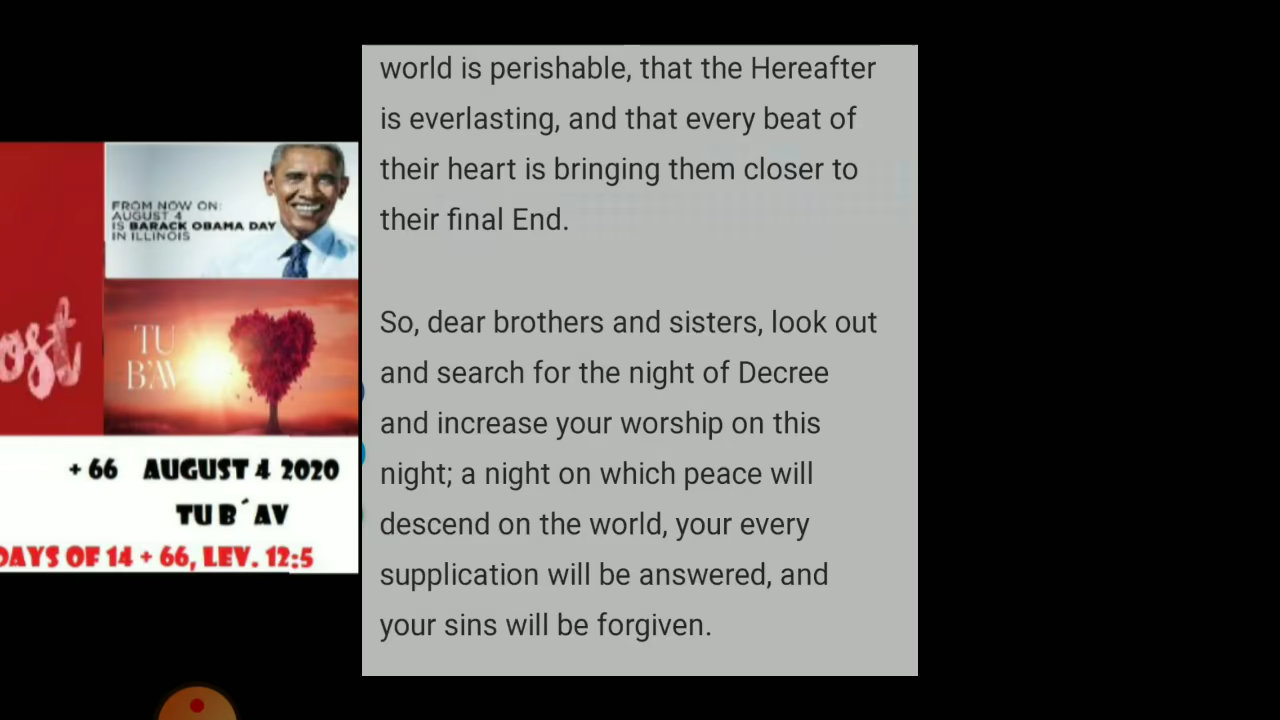 world is perishable, that the Hereafter
is everlasting, and that every beat of
their heart is bringing them closer to
their final End.
So, dear brothers and sisters, look out
and search for the night of Decree
and increase your worship on this
night; a night on which peace will
descend on the world, your every
supplication will be answered, and
your sins will be forgiven.
FROM NOW ON:
AUGUST 4
IS BARACK OBAMA DAY
IN ILLINOIS
ost
TU
B'AV
+ 66 AUGUST 4 2020
TU B´AV
DAYS OF 14 + 66, LEV. 12:5